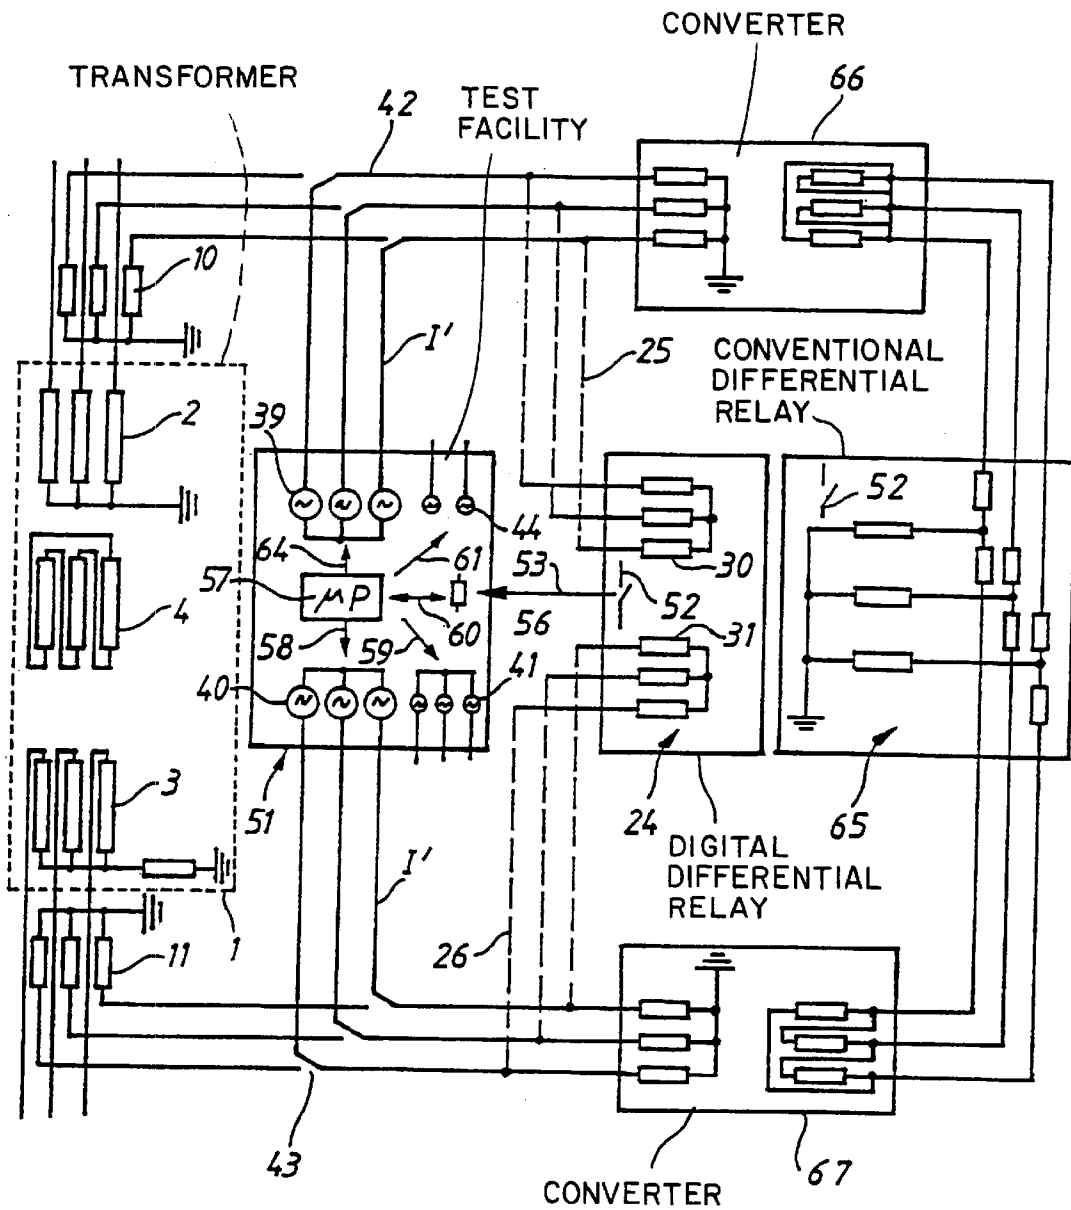 CONVERTER
TRANSFORMER
42
TEST
FACILITY
66
10
I'
25
CONVENTIONAL
DIFFERENTIAL
RELAY
2
39
52
44
64
61
53
30
57
μP
52
4
60
56
31
58
59
41
40
3
51
24
65
I'
DIGITAL
DIFFERENTIAL
RELAY
1
11
26
43
67
CONVERTER